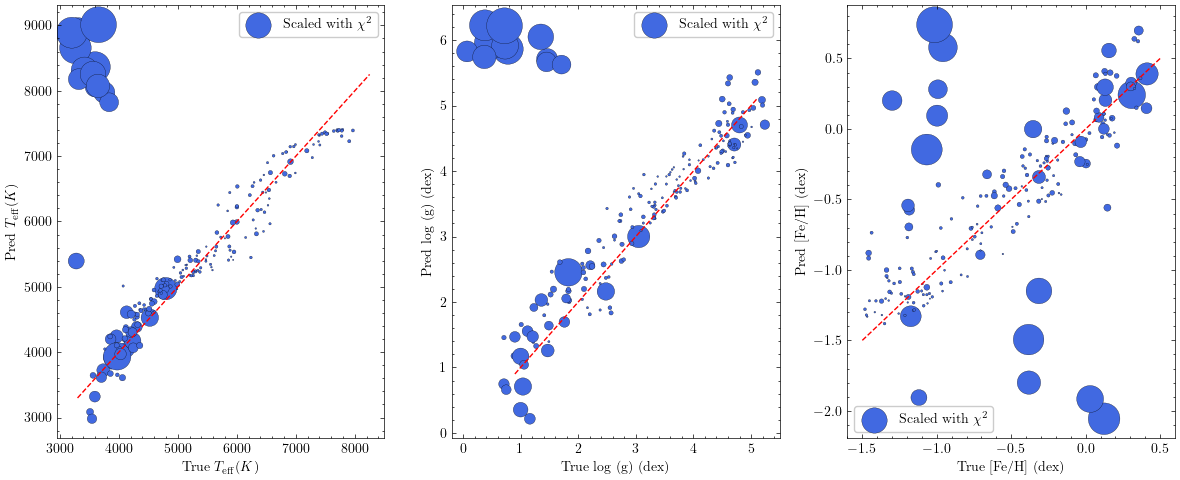 9000
8000
7000
6000
5000
4000
3000
Pred T_eff(K)
Scaled with χ²
3000 4000 5000 6000 7000 8000
True T_eff(K)
6
5
4
3
2
1
0
Pred log (g) (dex)
Scaled with χ²
0 1 2 3 4 5
True log (g) (dex)
0.5
0.0
−0.5
−1.0
−1.5
−2.0
Pred [Fe/H] (dex)
Scaled with χ²
−1.5 −1.0 −0.5 0.0 0.5
True [Fe/H] (dex)